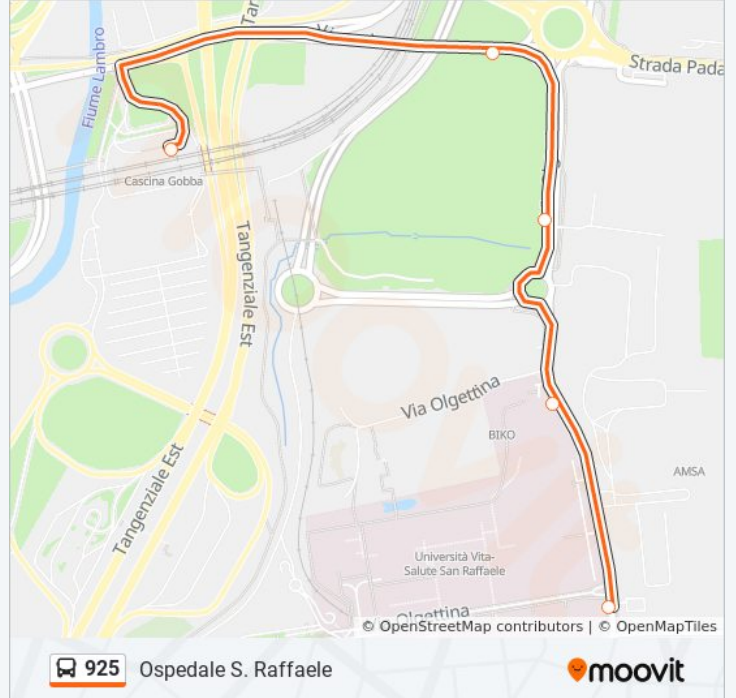 Fiume Lambro
Strada Pada
Cascina Gobba
Tangenziale Est
Via Olgettina
BIKO
AMSA
Tangenziale Est
Università Vita-
Salute San Raffaele
Olgettina
© OpenStreetMap contributors | © OpenMapTiles
925 Ospedale S. Raffaele
moovit